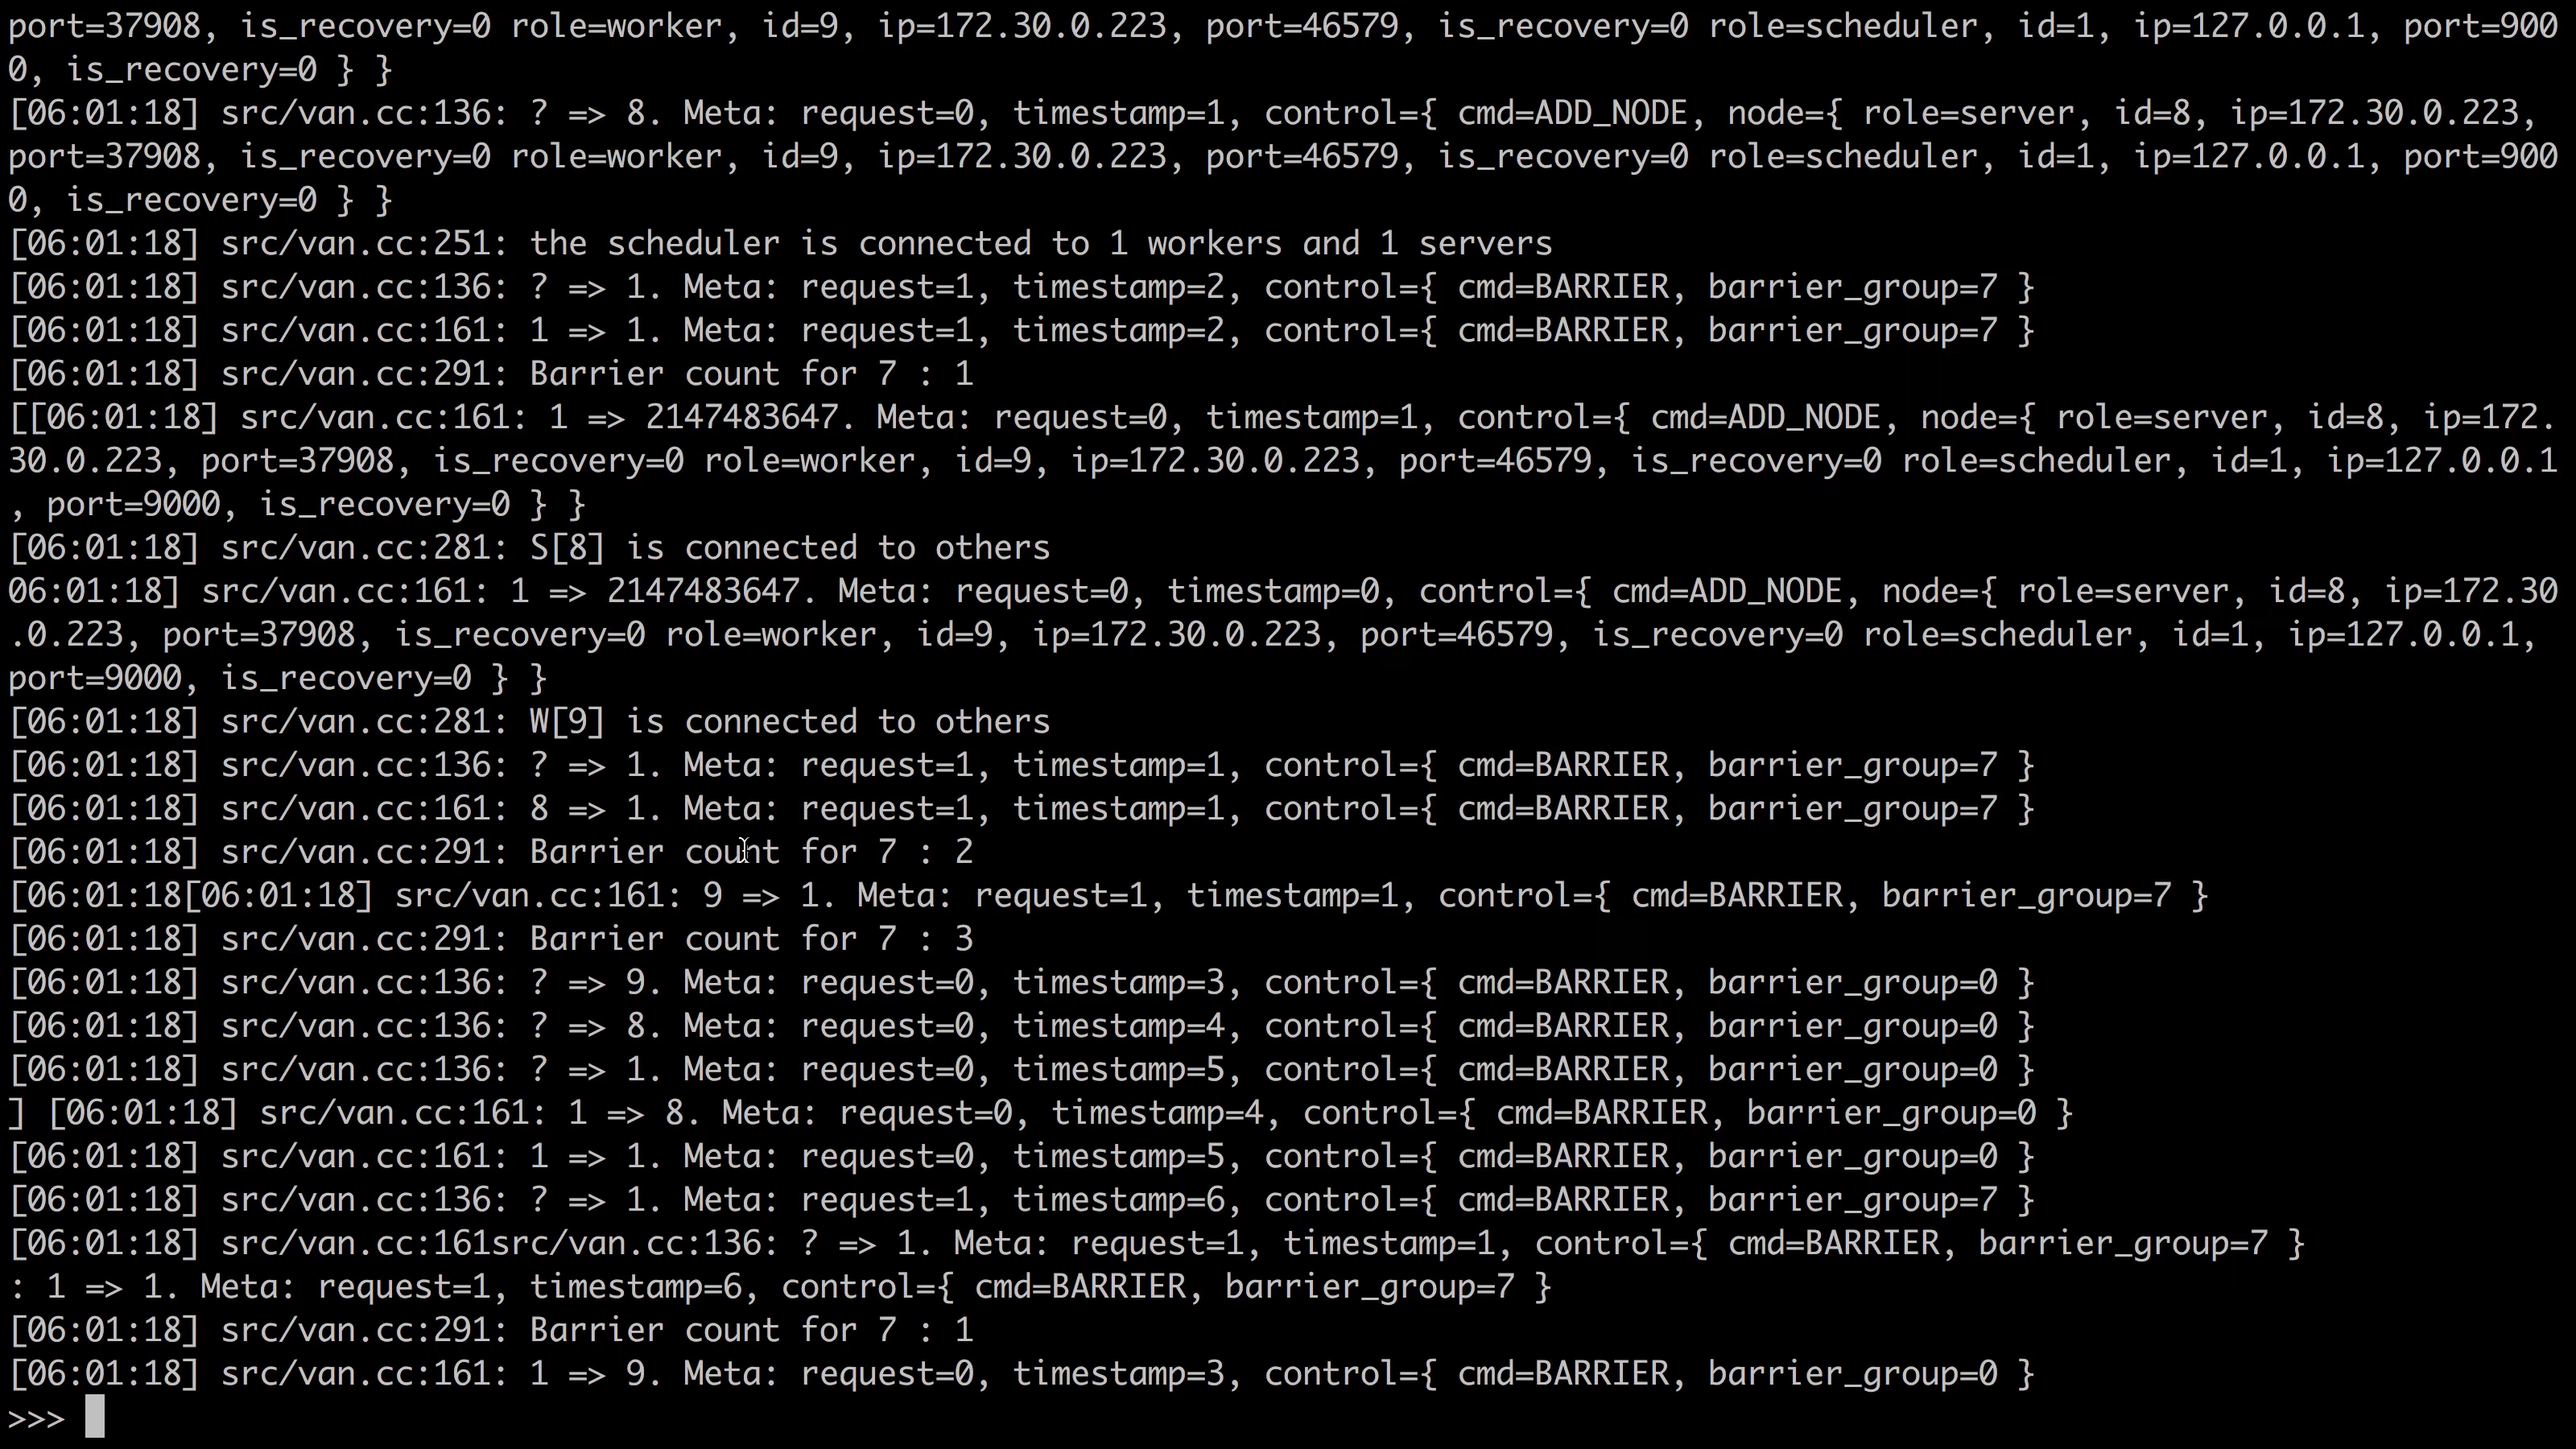 port=37908, is_recovery=0 role=worker, id=9, ip=172.30.0.223, port=46579, is_recovery=0 role=scheduler, id=1, ip=127.0.0.1, port=900
0, is_recovery=0 } }
[06:01:18] src/van.cc:136: ? => 8. Meta: request=0, timestamp=1, control={ cmd=ADD_NODE, node={ role=server, id=8, ip=172.30.0.223,
port=37908, is_recovery=0 role=worker, id=9, ip=172.30.0.223, port=46579, is_recovery=0 role=scheduler, id=1, ip=127.0.0.1, port=900
0, is_recovery=0 } }
[06:01:18] src/van.cc:251: the scheduler is connected to 1 workers and 1 servers
[06:01:18] src/van.cc:136: ? => 1. Meta: request=1, timestamp=2, control={ cmd=BARRIER, barrier_group=7 }
[06:01:18] src/van.cc:161: 1 => 1. Meta: request=1, timestamp=2, control={ cmd=BARRIER, barrier_group=7 }
[06:01:18] src/van.cc:291: Barrier count for 7 : 1
[[06:01:18] src/van.cc:161: 1 => 2147483647. Meta: request=0, timestamp=1, control={ cmd=ADD_NODE, node={ role=server, id=8, ip=172.
30.0.223, port=37908, is_recovery=0 role=worker, id=9, ip=172.30.0.223, port=46579, is_recovery=0 role=scheduler, id=1, ip=127.0.0.1
, port=9000, is_recovery=0 } }
[06:01:18] src/van.cc:281: S[8] is connected to others
06:01:18] src/van.cc:161: 1 => 2147483647. Meta: request=0, timestamp=0, control={ cmd=ADD_NODE, node={ role=server, id=8, ip=172.30
.0.223, port=37908, is_recovery=0 role=worker, id=9, ip=172.30.0.223, port=46579, is_recovery=0 role=scheduler, id=1, ip=127.0.0.1,
port=9000, is_recovery=0 } }
[06:01:18] src/van.cc:281: W[9] is connected to others
[06:01:18] src/van.cc:136: ? => 1. Meta: request=1, timestamp=1, control={ cmd=BARRIER, barrier_group=7 }
[06:01:18] src/van.cc:161: 8 => 1. Meta: request=1, timestamp=1, control={ cmd=BARRIER, barrier_group=7 }
[06:01:18] src/van.cc:291: Barrier count for 7 : 2
[06:01:18[06:01:18] src/van.cc:161: 9 => 1. Meta: request=1, timestamp=1, control={ cmd=BARRIER, barrier_group=7 }
[06:01:18] src/van.cc:291: Barrier count for 7 : 3
[06:01:18] src/van.cc:136: ? => 9. Meta: request=0, timestamp=3, control={ cmd=BARRIER, barrier_group=0 }
[06:01:18] src/van.cc:136: ? => 8. Meta: request=0, timestamp=4, control={ cmd=BARRIER, barrier_group=0 }
[06:01:18] src/van.cc:136: ? => 1. Meta: request=0, timestamp=5, control={ cmd=BARRIER, barrier_group=0 }
] [06:01:18] src/van.cc:161: 1 => 8. Meta: request=0, timestamp=4, control={ cmd=BARRIER, barrier_group=0 }
[06:01:18] src/van.cc:161: 1 => 1. Meta: request=0, timestamp=5, control={ cmd=BARRIER, barrier_group=0 }
[06:01:18] src/van.cc:136: ? => 1. Meta: request=1, timestamp=6, control={ cmd=BARRIER, barrier_group=7 }
[06:01:18] src/van.cc:161src/van.cc:136: ? => 1. Meta: request=1, timestamp=1, control={ cmd=BARRIER, barrier_group=7 }
: 1 => 1. Meta: request=1, timestamp=6, control={ cmd=BARRIER, barrier_group=7 }
[06:01:18] src/van.cc:291: Barrier count for 7 : 1
[06:01:18] src/van.cc:161: 1 => 9. Meta: request=0, timestamp=3, control={ cmd=BARRIER, barrier_group=0 }
>>>